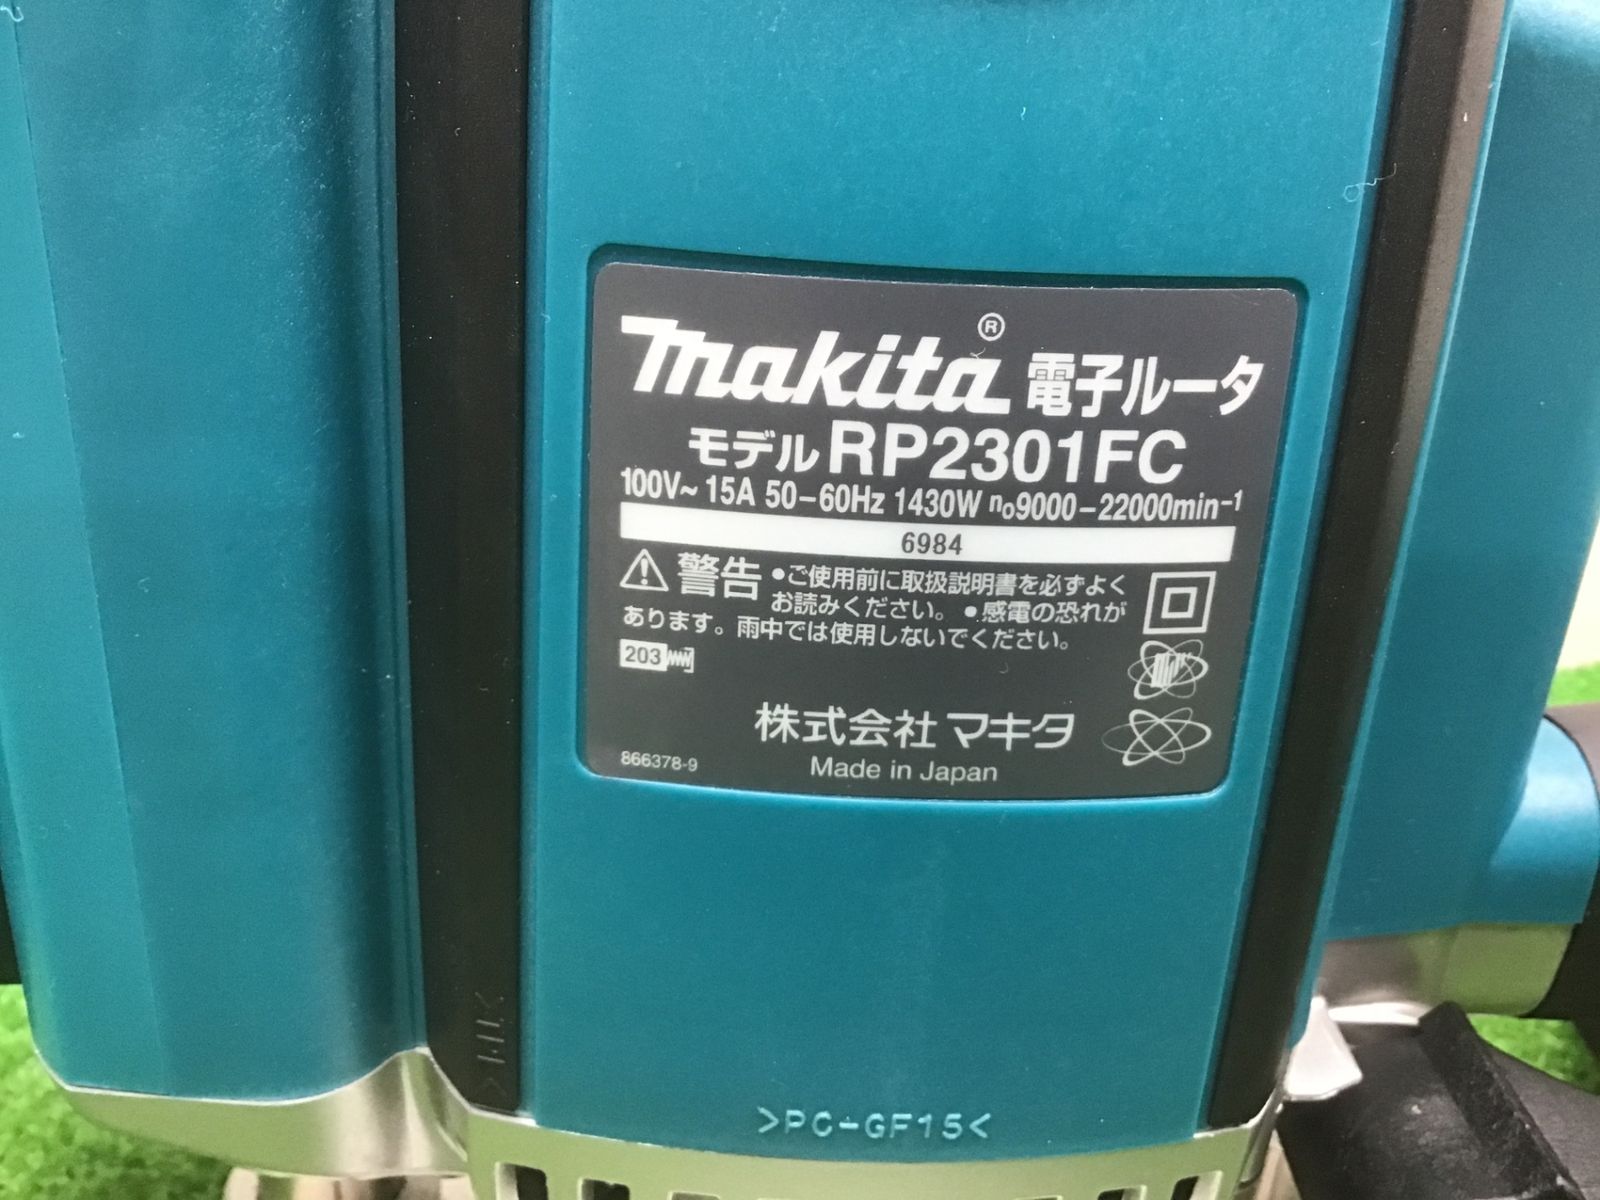 makita® 電子ルータ
モデル RP2301FC
100V~ 15A 50-60Hz 1430W n₀9000-22000min⁻¹
6984
警告 •ご使用前に取扱説明書を必ずよく
お読みください。•感電の恐れが
あります。雨中では使用しないでください。
203
株式会社 マキタ
866378-9
Made in Japan
>PC-GF15<